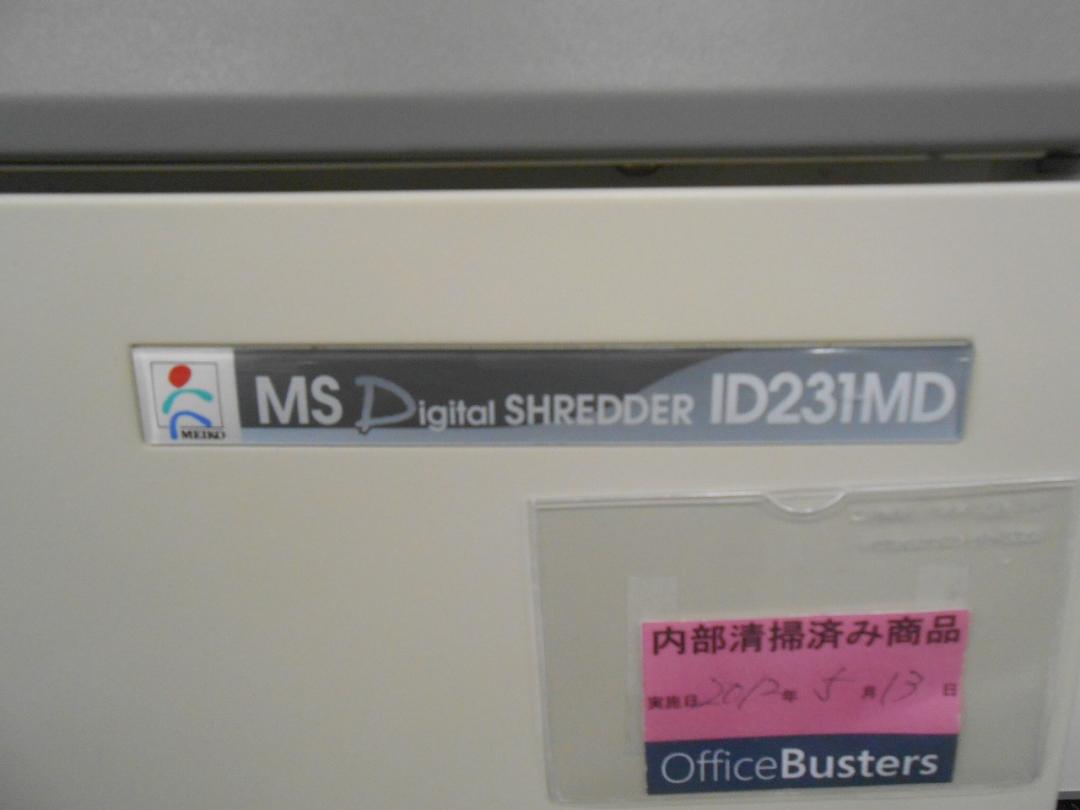 MEIKO
MS Digital SHREDDER ID231MD
内部清掃済み商品
実施日 2012年 5月13日
OfficeBusters